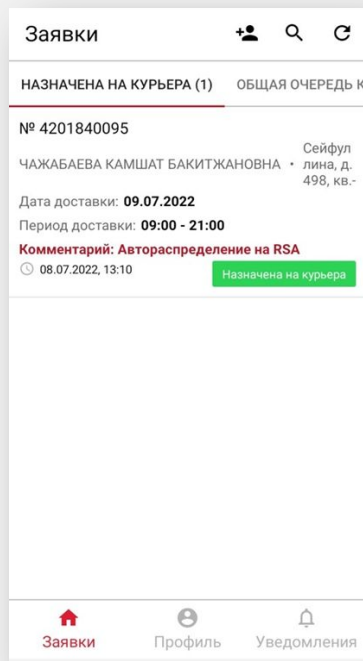 Заявки
НАЗНАЧЕНА НА КУРЬЕРА (1) ОБЩАЯ ОЧЕРЕДЬ К
№ 4201840095
ЧАЖАБАЕВА КАМШАТ БАКИТЖАНОВНА • Сейфул
лина, д.
498, кв.-
Дата доставки: 09.07.2022
Период доставки: 09:00 - 21:00
Комментарий: Автораспределение на RSA
08.07.2022, 13:10 Назначена на курьера
Заявки Профиль Уведомления